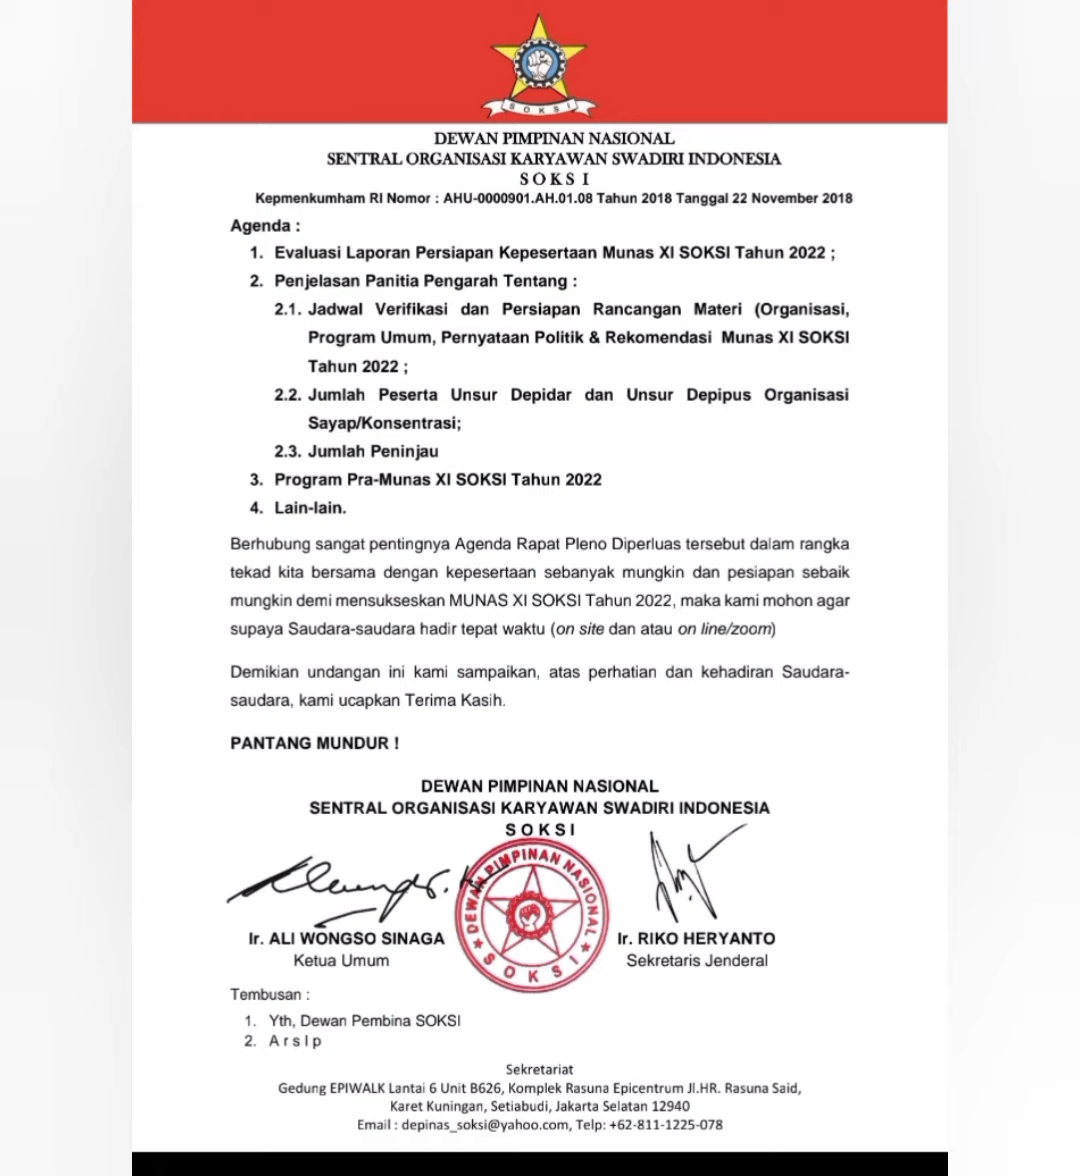 SOKSI
DEWAN PIMPINAN NASIONAL
SENTRAL ORGANISASI KARYAWAN SWADIRI INDONESIA
S O K S I
Kepmenkumham RI Nomor : AHU-0000901.AH.01.08 Tahun 2018 Tanggal 22 November 2018
Agenda :
1. Evaluasi Laporan Persiapan Kepesertaan Munas XI SOKSI Tahun 2022 ;
2. Penjelasan Panitia Pengarah Tentang :
2.1. Jadwal Verifikasi dan Persiapan Rancangan Materi (Organisasi,
Program Umum, Pernyataan Politik & Rekomendasi Munas XI SOKSI
Tahun 2022 ;
2.2. Jumlah Peserta Unsur Depidar dan Unsur Depipus Organisasi
Sayap/Konsentrasi;
2.3. Jumlah Peninjau
3. Program Pra-Munas XI SOKSI Tahun 2022
4. Lain-lain.
Berhubung sangat pentingnya Agenda Rapat Pleno Diperluas tersebut dalam rangka
tekad kita bersama dengan kepesertaan sebanyak mungkin dan pesiapan sebaik
mungkin demi mensukseskan MUNAS XI SOKSI Tahun 2022, maka kami mohon agar
supaya Saudara-saudara hadir tepat waktu (on site dan atau on line/zoom)
Demikian undangan ini kami sampaikan, atas perhatian dan kehadiran Saudara-
saudara, kami ucapkan Terima Kasih.
PANTANG MUNDUR !
DEWAN PIMPINAN NASIONAL
SENTRAL ORGANISASI KARYAWAN SWADIRI INDONESIA
S O K S I
DEWAN PIMPINAN NASIONAL
SOKSI
Ir. ALI WONGSO SINAGA
Ketua Umum
Ir. RIKO HERYANTO
Sekretaris Jenderal
Tembusan :
1. Yth, Dewan Pembina SOKSI
2. A r s I p
Sekretariat
Gedung EPIWALK Lantai 6 Unit B626, Komplek Rasuna Epicentrum Jl.HR. Rasuna Said,
Karet Kuningan, Setiabudi, Jakarta Selatan 12940
Email : depinas_soksi@yahoo.com, Telp: +62-811-1225-078